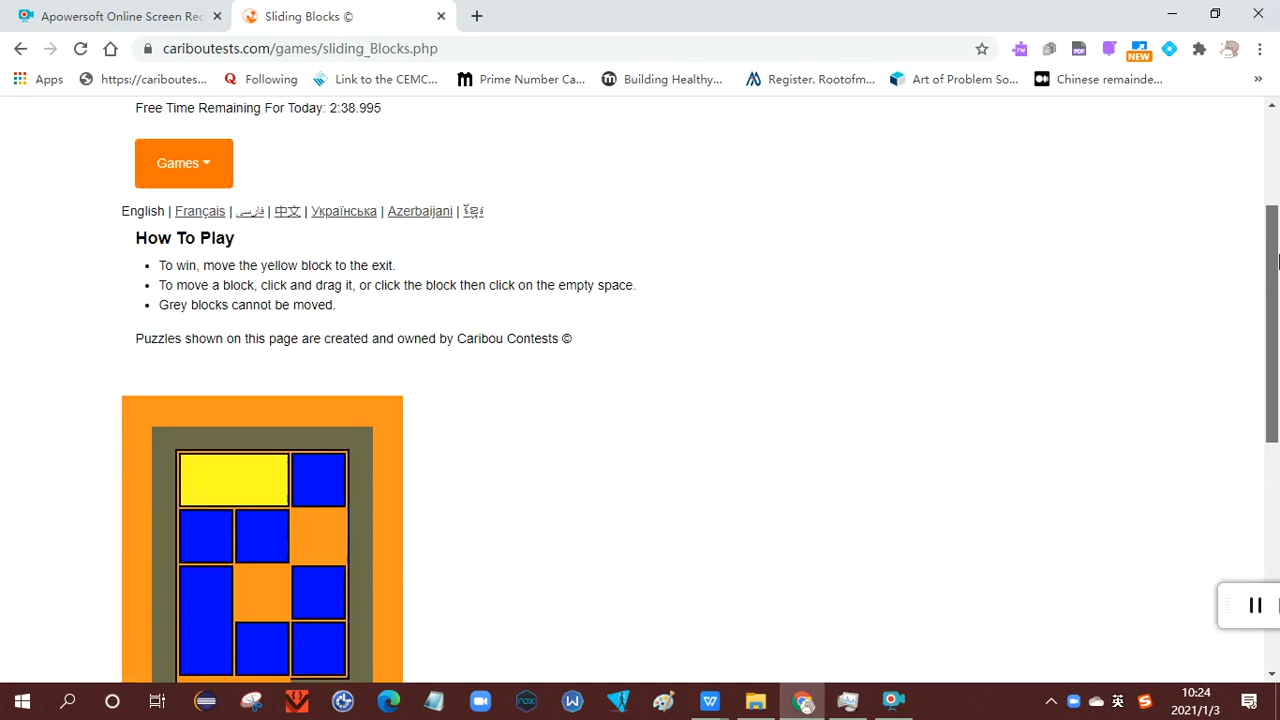 Apowersoft Online Screen Rec
Sliding Blocks ©
cariboutests.com/games/sliding_Blocks.php
NEW
Apps https://cariboutes... Following Link to the CEMC... Prime Number Ca... Building Healthy... Register. Rootofm... Art of Problem So... Chinese remainde... »
Free Time Remaining For Today: 2:38.995
Games
English | Français | فارسی | 中文 | Українська | Azerbaijani |
How To Play
To win, move the yellow block to the exit.
To move a block, click and drag it, or click the block then click on the empty space.
Grey blocks cannot be moved.
Puzzles shown on this page are created and owned by Caribou Contests ©
nox
W
英
10:24
2021/1/3